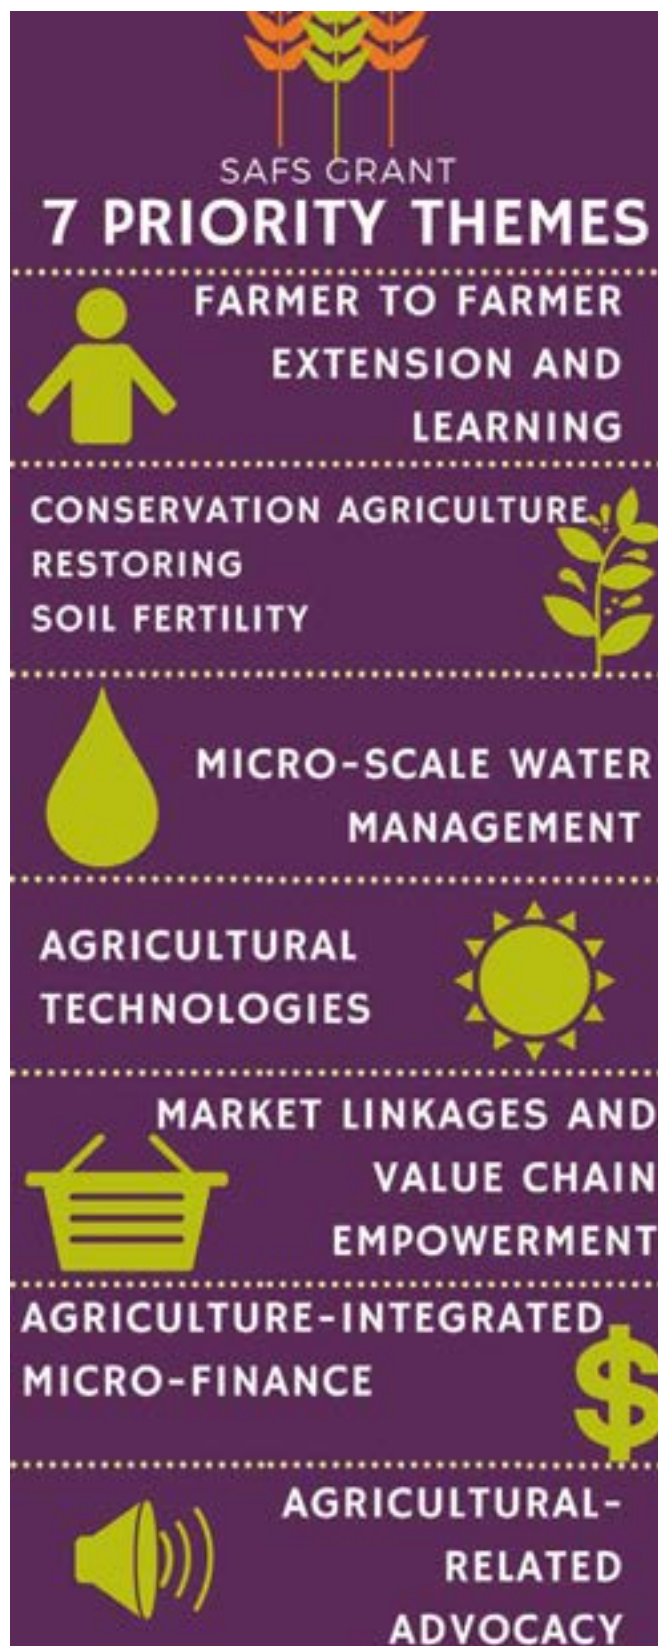 SAFS GRANT
7 PRIORITY THEMES
FARMER TO FARMER
EXTENSION AND
LEARNING
CONSERVATION AGRICULTURE
RESTORING
SOIL FERTILITY
MICRO-SCALE WATER
MANAGEMENT
AGRICULTURAL
TECHNOLOGIES
MARKET LINKAGES AND
VALUE CHAIN
EMPOWERMENT
AGRICULTURE-INTEGRATED
MICRO-FINANCE
$
AGRICULTURAL-
RELATED
ADVOCACY